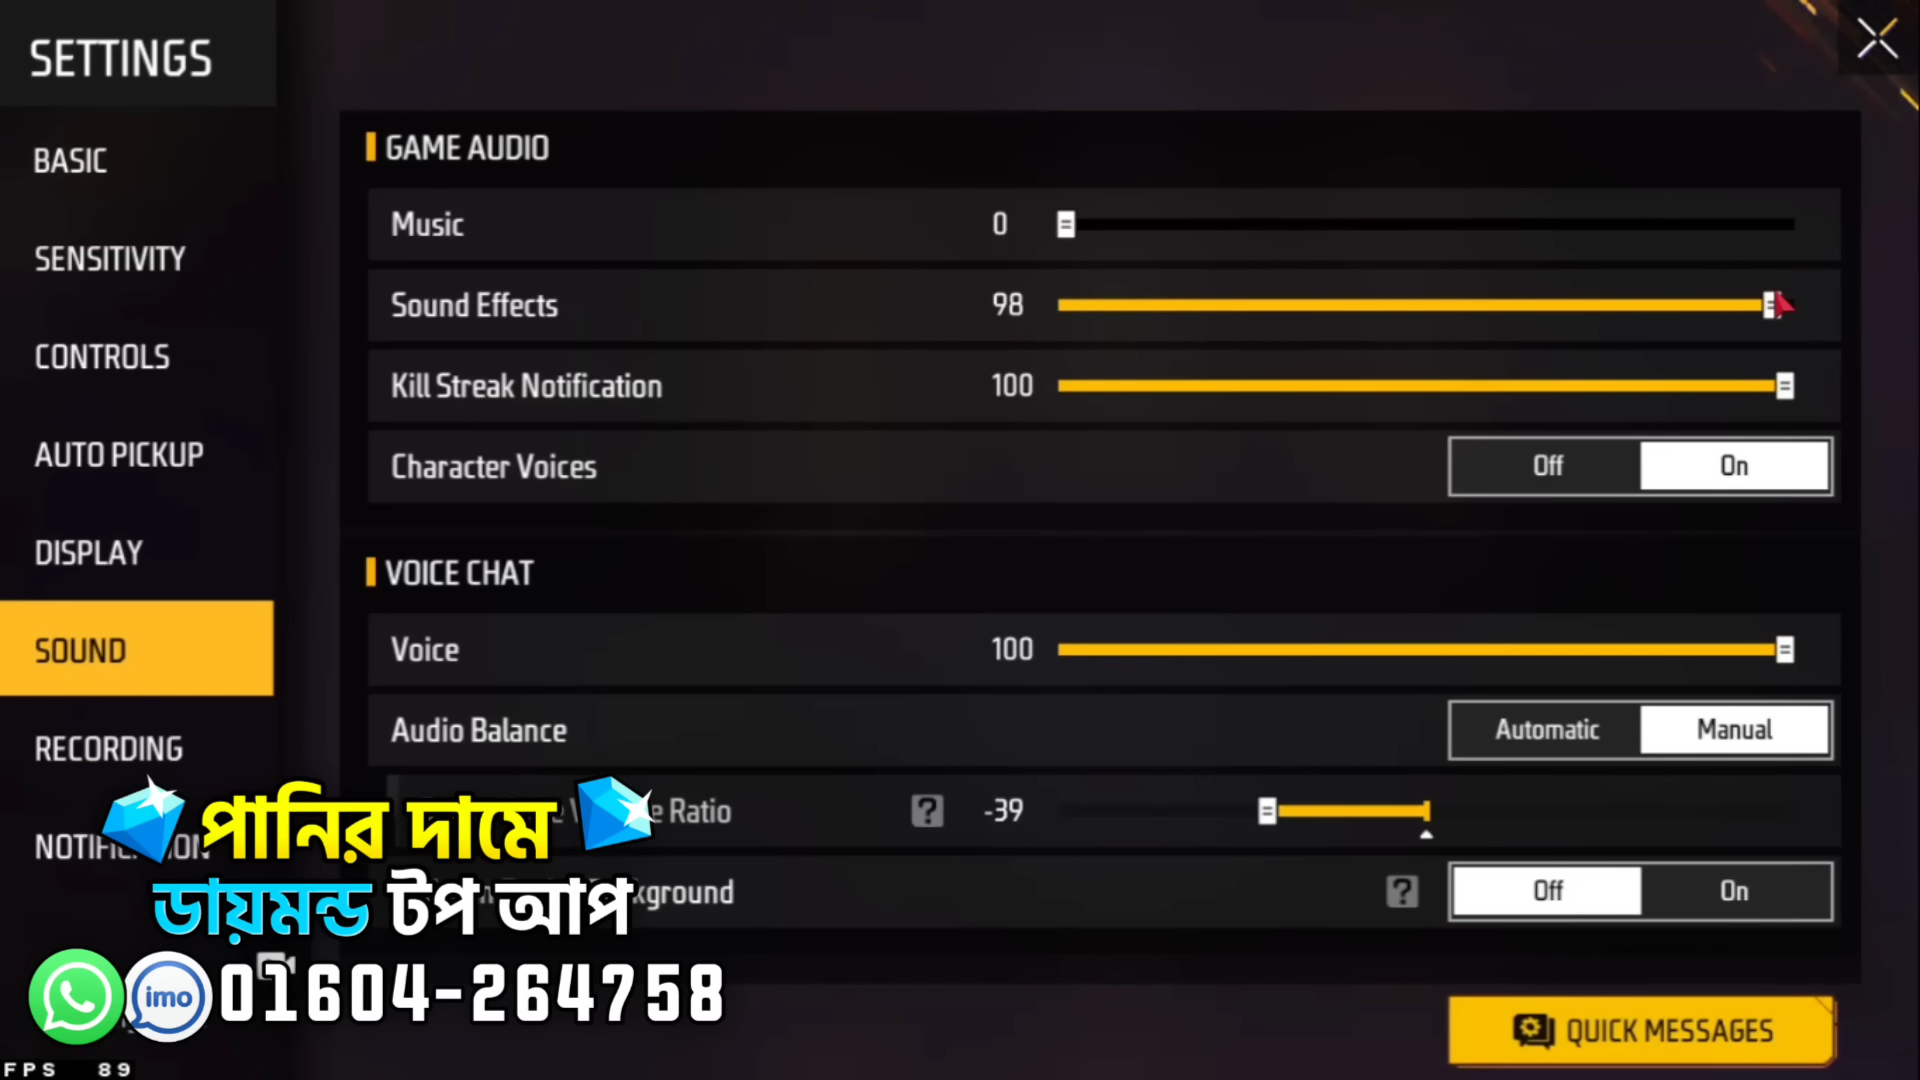 SETTINGS
BASIC
SENSITIVITY
CONTROLS
AUTO PICKUP
DISPLAY
SOUND
RECORDING
GAME AUDIO
Music 0
Sound Effects 98
Kill Streak Notification 100
Character Voices Off On
VOICE CHAT
Voice 100
Audio Balance Automatic Manual
Ratio ? -39
? Off On
QUICK MESSAGES
পানির দামে
ডায়মন্ড টপ আপ
imo 01604-264758
FPS 89